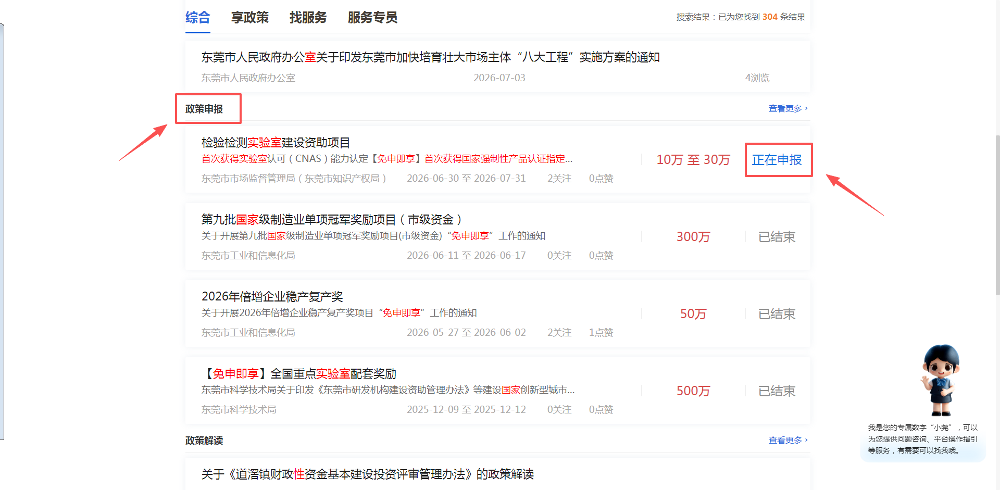 综合 享政策 找服务 服务专员 搜索结果：已为您找到 304 条结果
东莞市人民政府办公室关于印发东莞市加快培育壮大市场主体“八大工程”实施方案的通知
东莞市人民政府办公室 2026-07-03 4浏览
政策申报 查看更多 ›
检验检测实验室建设资助项目
首次获得实验室认可（CNAS）能力认定【免申即享】首次获得国家强制性产品认证指定... 10万 至 30万 正在申报
东莞市市场监督管理局（东莞市知识产权局） 2026-06-30 至 2026-07-31 2关注 0点赞
第九批国家级制造业单项冠军奖励项目（市级资金）
关于开展第九批国家级制造业单项冠军奖励项目(市级资金)“免申即享”工作的通知 300万 已结束
东莞市工业和信息化局 2026-06-11 至 2026-06-17 0关注 0点赞
2026年倍增企业稳产复产奖
关于开展2026年倍增企业稳产复产奖项目“免申即享”工作的通知 50万 已结束
东莞市工业和信息化局 2026-05-27 至 2026-06-02 2关注 1点赞
【免申即享】全国重点实验室配套奖励
东莞市科学技术局关于印发《东莞市研发机构建设资助管理办法》等建设国家创新型城市... 500万 已结束
东莞市科学技术局 2025-12-09 至 2025-12-12 0关注 0点赞
政策解读 查看更多 ›
关于《道滘镇财政性资金基本建设投资评审管理办法》的政策解读
我是您的专属数字“小莞”，可以
为您提供问题咨询、平台操作指引
等服务，有需要可以找我哦。